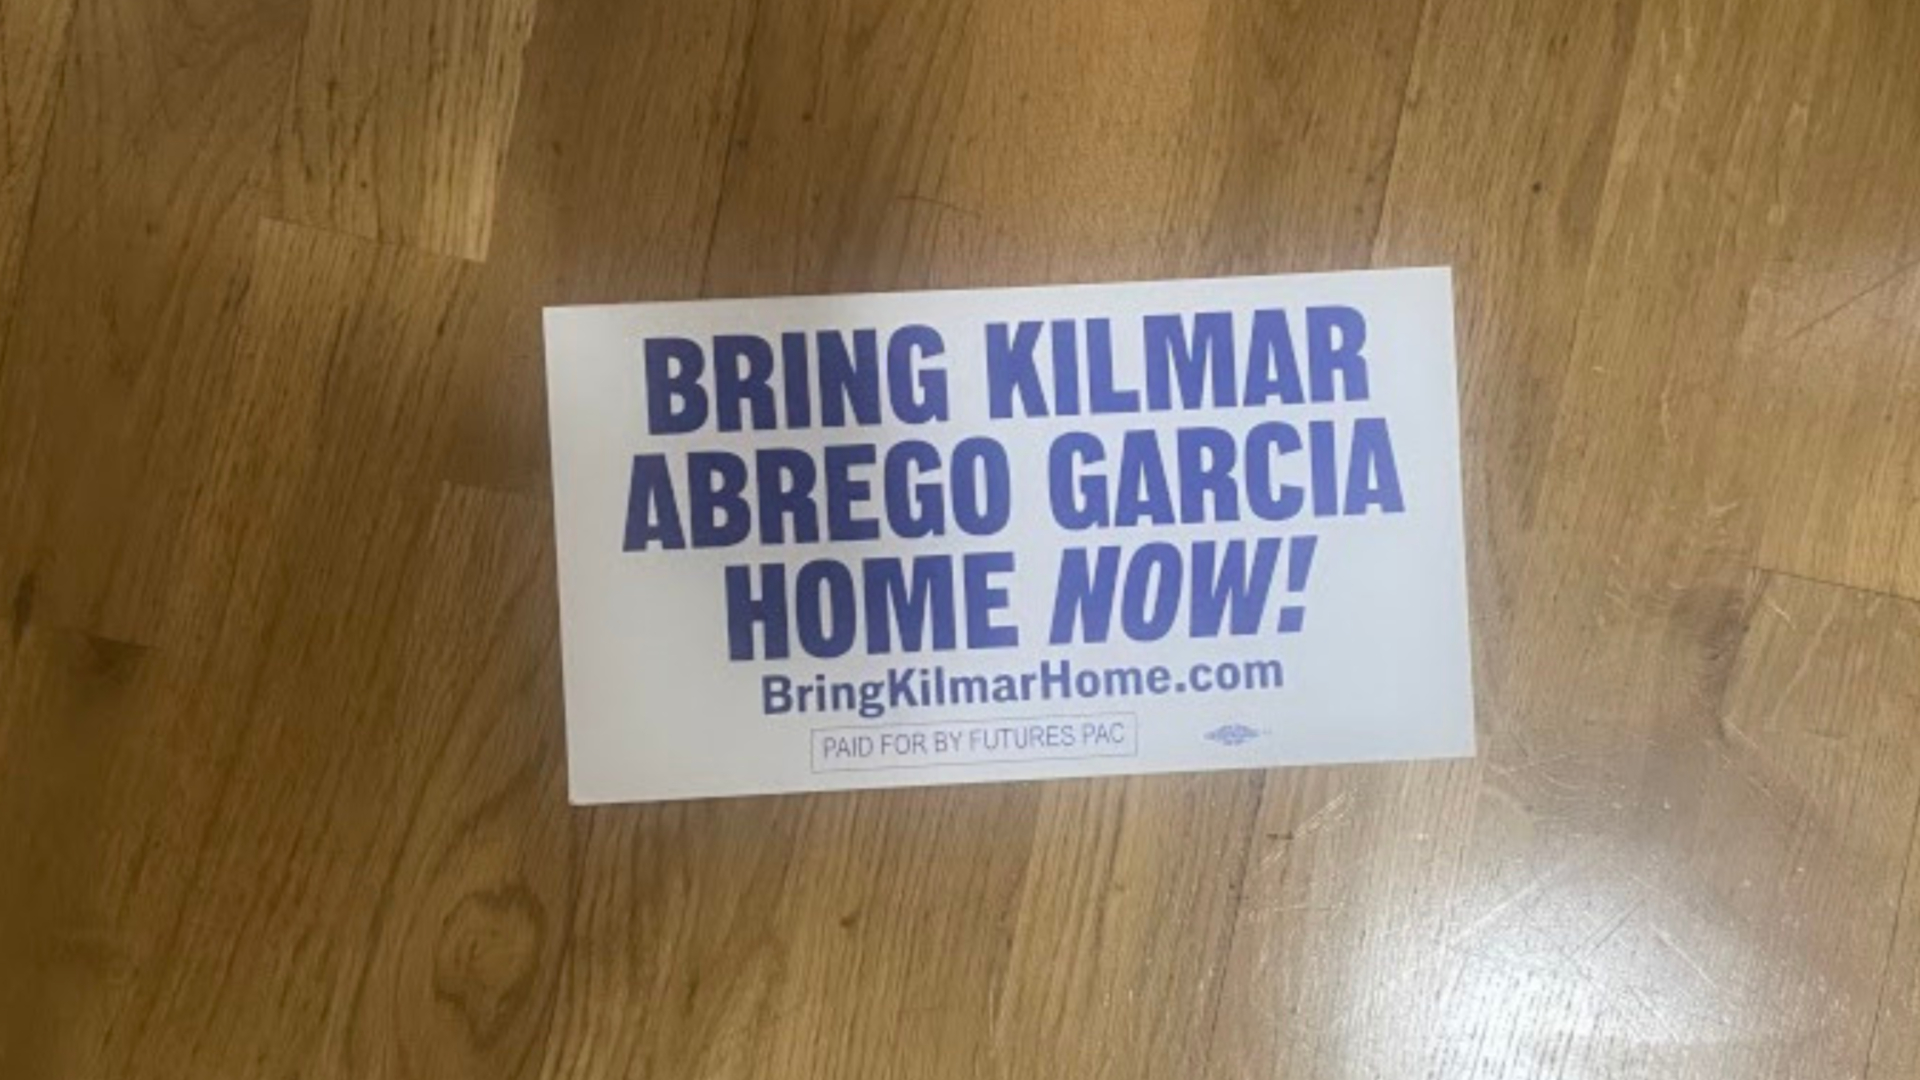 BRING KILMAR
ABREGO GARCIA
HOME NOW!
BringKilmarHome.com
PAID FOR BY FUTURES PAC